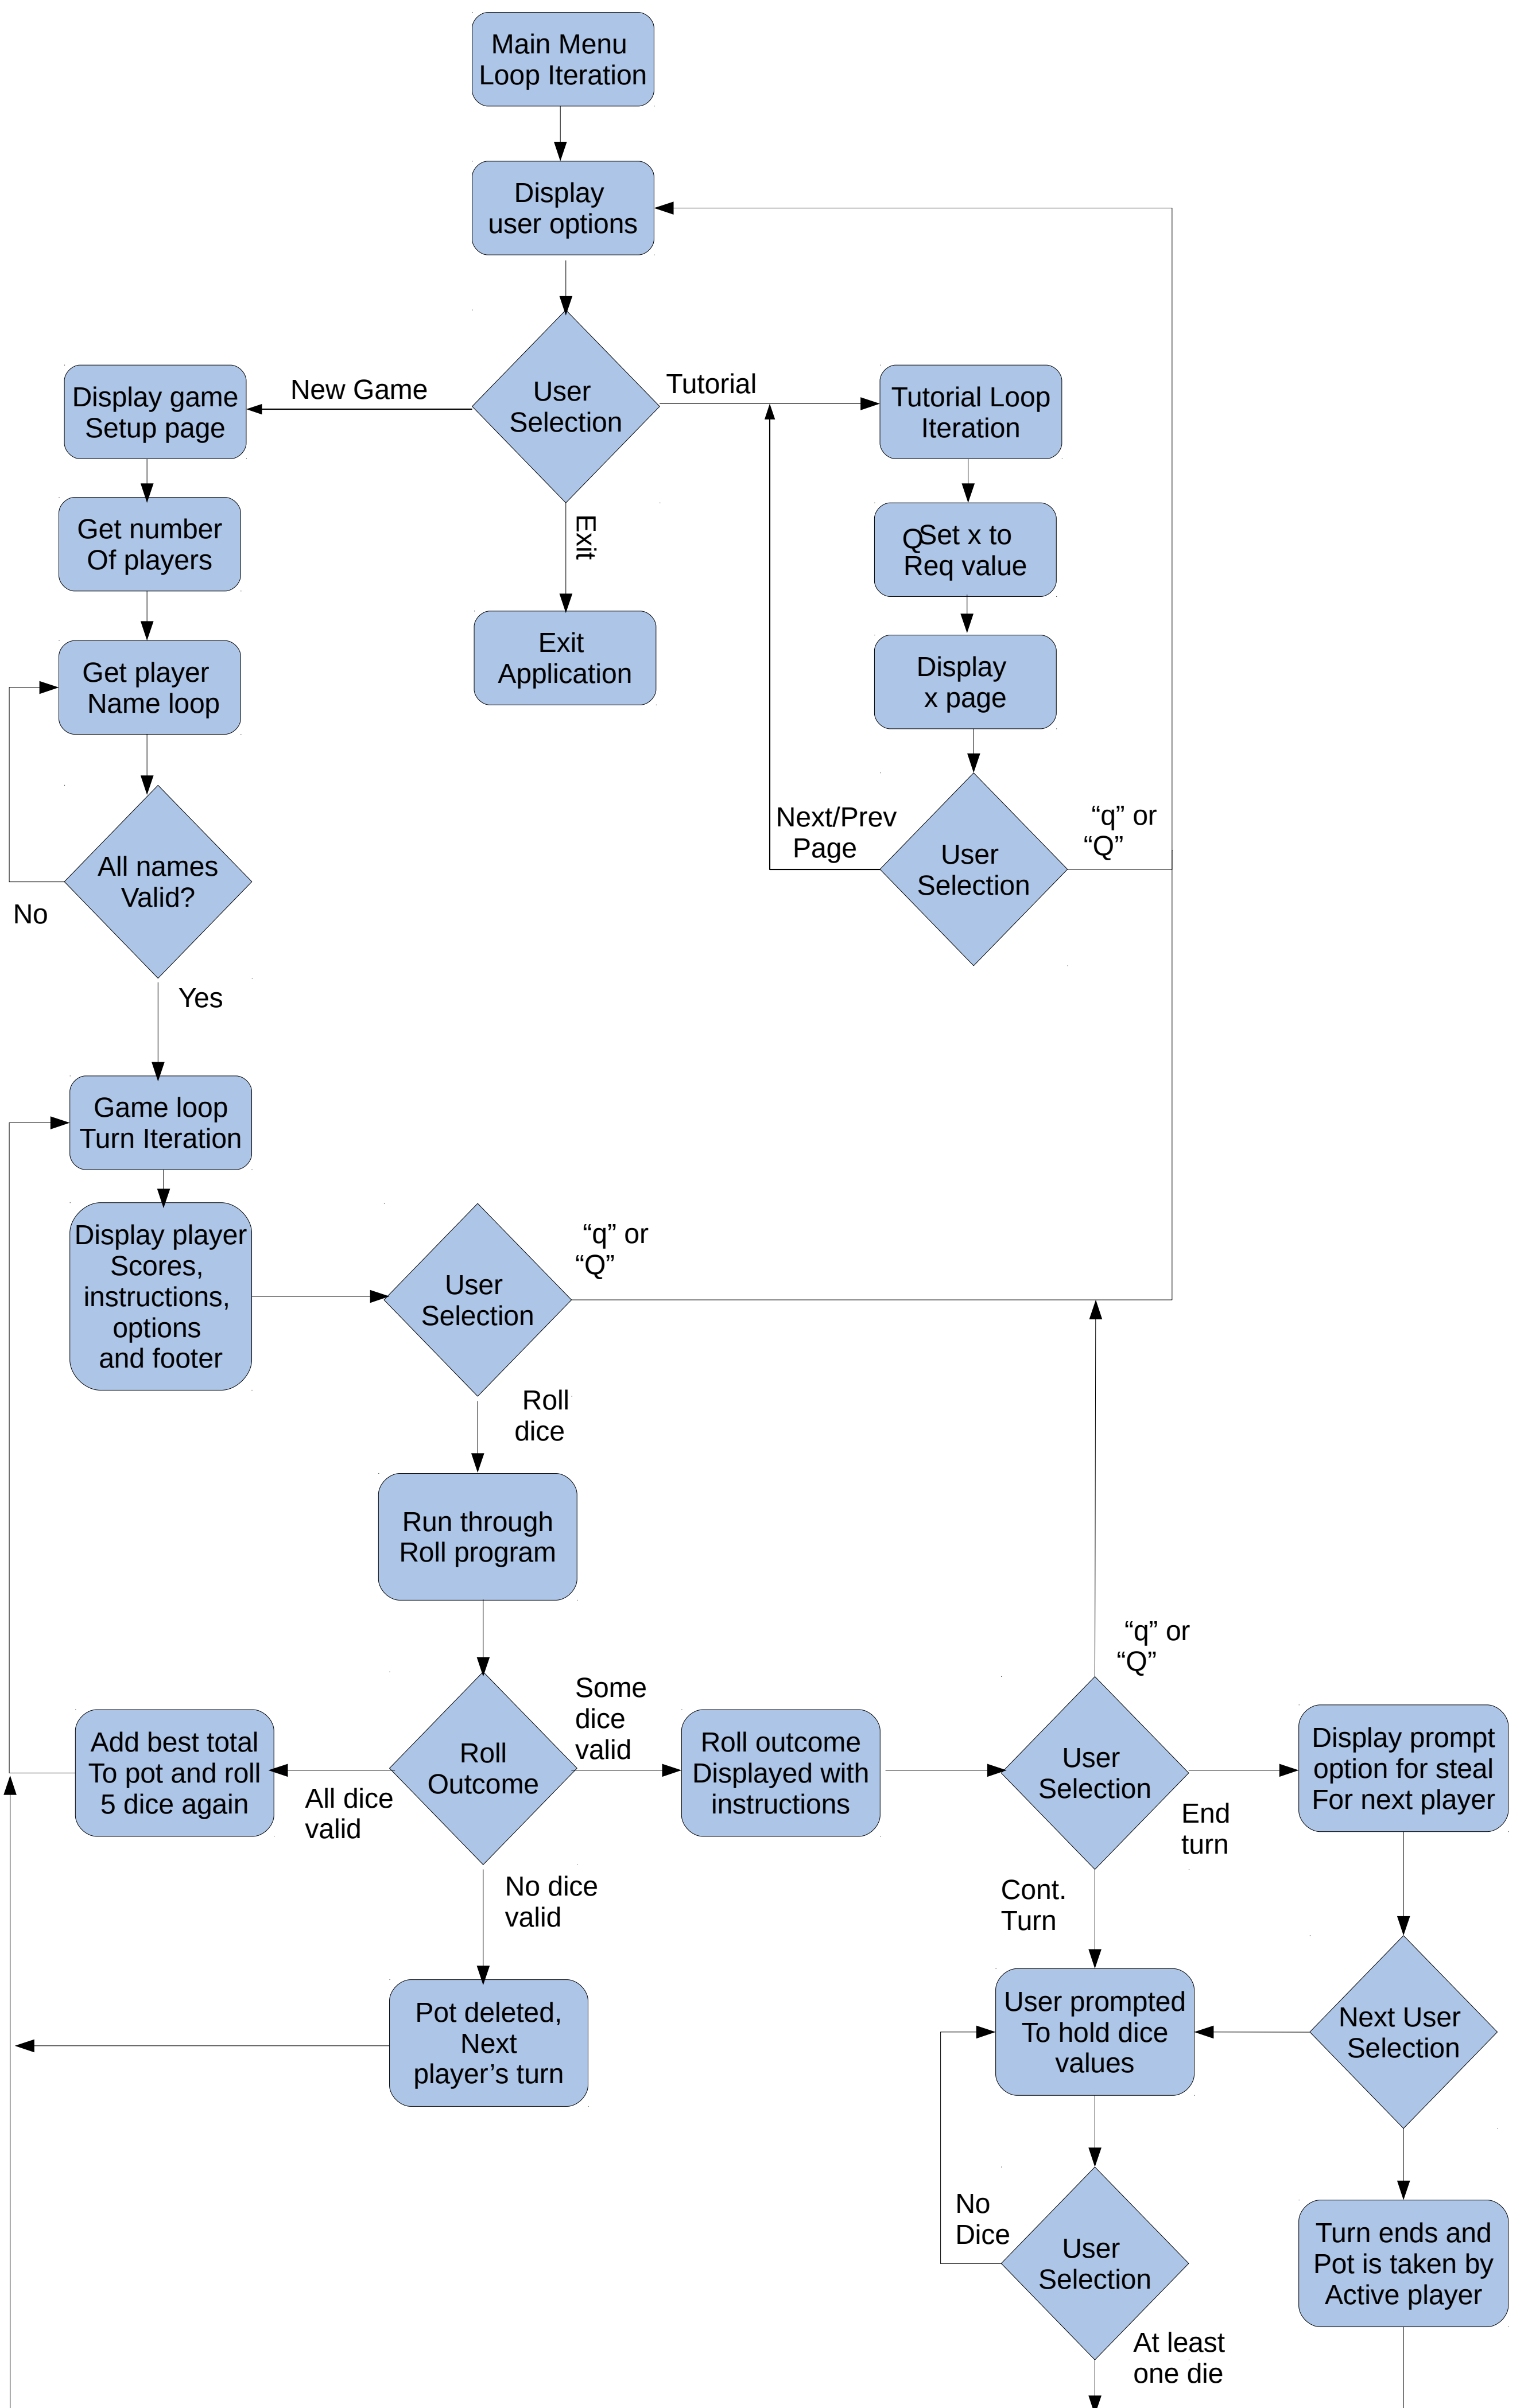 Main Menu
Loop Iteration
Display
user options
User
Selection
New Game
Tutorial
Exit
Display game
Setup page
Tutorial Loop
Iteration
Get number
Of players
Q
Set x to
Req value
Exit
Application
Get player
Name loop
Display
x page
All names
Valid?
No
Yes
Next/Prev
Page
User
Selection
“q” or
“Q”
Game loop
Turn Iteration
Display player
Scores,
instructions,
options
and footer
User
Selection
“q” or
“Q”
Roll
dice
Run through
Roll program
Add best total
To pot and roll
5 dice again
All dice
valid
Roll
Outcome
Some
dice
valid
Roll outcome
Displayed with
instructions
“q” or
“Q”
User
Selection
End
turn
Display prompt
option for steal
For next player
No dice
valid
Cont.
Turn
Pot deleted,
Next
player’s turn
User prompted
To hold dice
values
Next User
Selection
No
Dice
User
Selection
Turn ends and
Pot is taken by
Active player
At least
one die